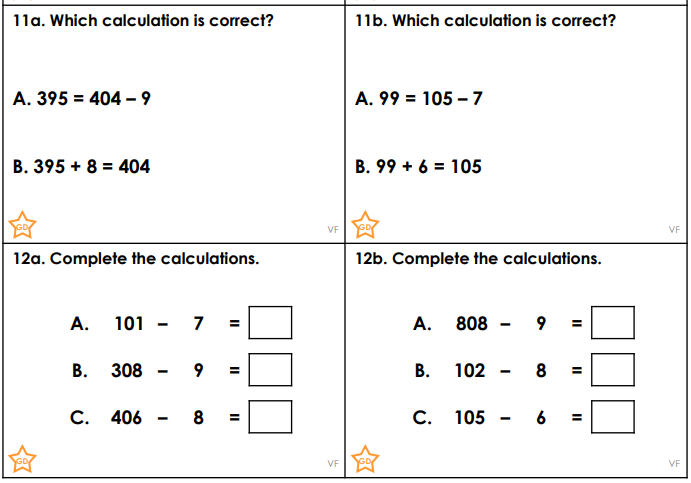 11a. Which calculation is correct?
A. 395 = 404 – 9
B. 395 + 8 = 404
GD
VF
11b. Which calculation is correct?
A. 99 = 105 – 7
B. 99 + 6 = 105
GD
VF
12a. Complete the calculations.
A. 101 – 7 =
B. 308 – 9 =
C. 406 – 8 =
GD
VF
12b. Complete the calculations.
A. 808 – 9 =
B. 102 – 8 =
C. 105 – 6 =
GD
VF